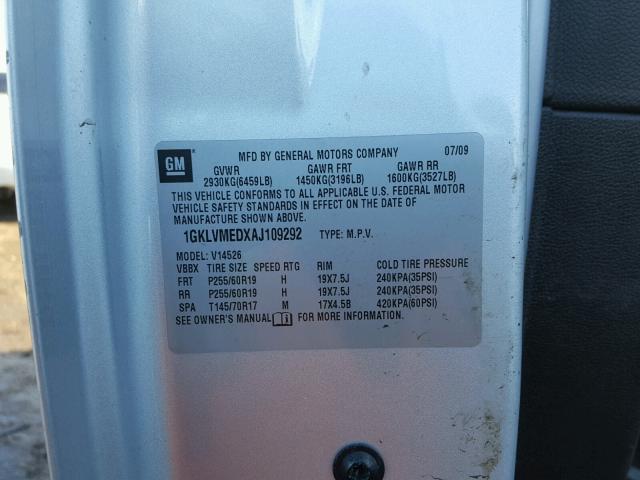 GM
MFD BY GENERAL MOTORS COMPANY 07/09
GVWR GAWR FRT GAWR RR
2930KG(6459LB) 1450KG(3196LB) 1600KG(3527LB)
THIS VEHICLE CONFORMS TO ALL APPLICABLE U.S. FEDERAL MOTOR
VEHICLE SAFETY STANDARDS IN EFFECT ON THE DATE OF
MANUFACTURE SHOWN ABOVE.
1GKLVMEDXAJ109292 TYPE: M.P.V.
MODEL: V14526
VBBX TIRE SIZE SPEED RTG RIM COLD TIRE PRESSURE
FRT P255/60R19 H 19X7.5J 240KPA(35PSI)
RR P255/60R19 H 19X7.5J 240KPA(35PSI)
SPA T145/70R17 M 17X4.5B 420KPA(60PSI)
SEE OWNER'S MANUAL FOR MORE INFORMATION.